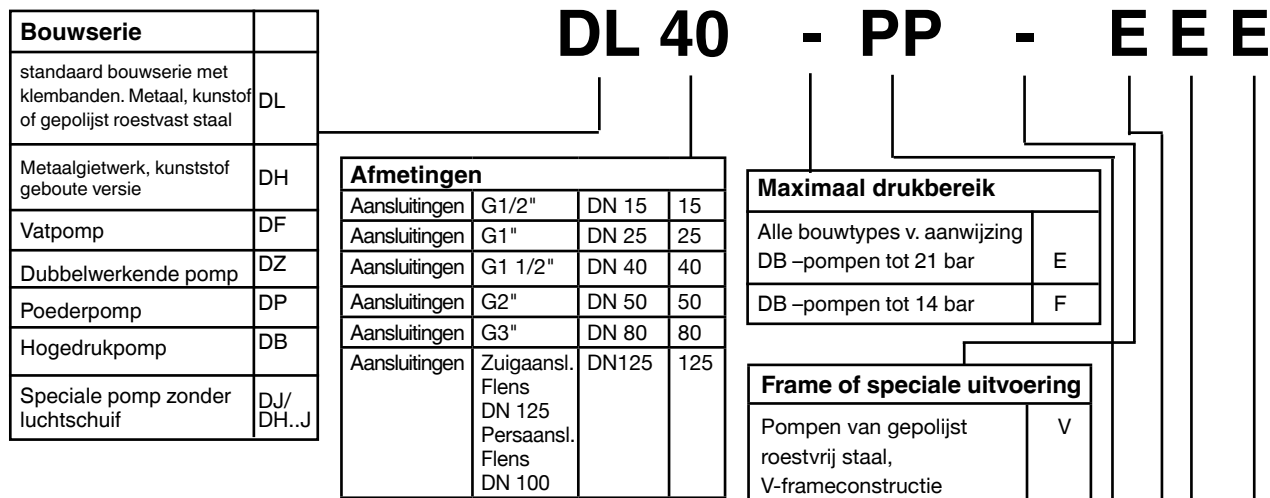 DL 40 - PP - E E E
Bouwserie
standaard bouwserie met
klembanden. Metaal, kunstof
of gepolijst roestvast staal
DL
Metaalgietwerk, kunststof
geboute versie
DH
Vatpomp DF
Dubbelwerkende pomp DZ
Poederpomp DP
Hogedrukpomp DB
Speciale pomp zonder
luchtschuif
DJ/
DH..J
Afmetingen
Aansluitingen G1/2" DN 15 15
Aansluitingen G1" DN 25 25
Aansluitingen G1 1/2" DN 40 40
Aansluitingen G2" DN 50 50
Aansluitingen G3" DN 80 80
Aansluitingen Zuigaansl. DN125 125
Flens
DN 125
Persaansl.
Flens
DN 100
Maximaal drukbereik
Alle bouwtypes v. aanwijzing
DB –pompen tot 21 bar E
DB –pompen tot 14 bar F
Frame of speciale uitvoering
Pompen van gepolijst V
roestvrij staal,
V-frameconstructie